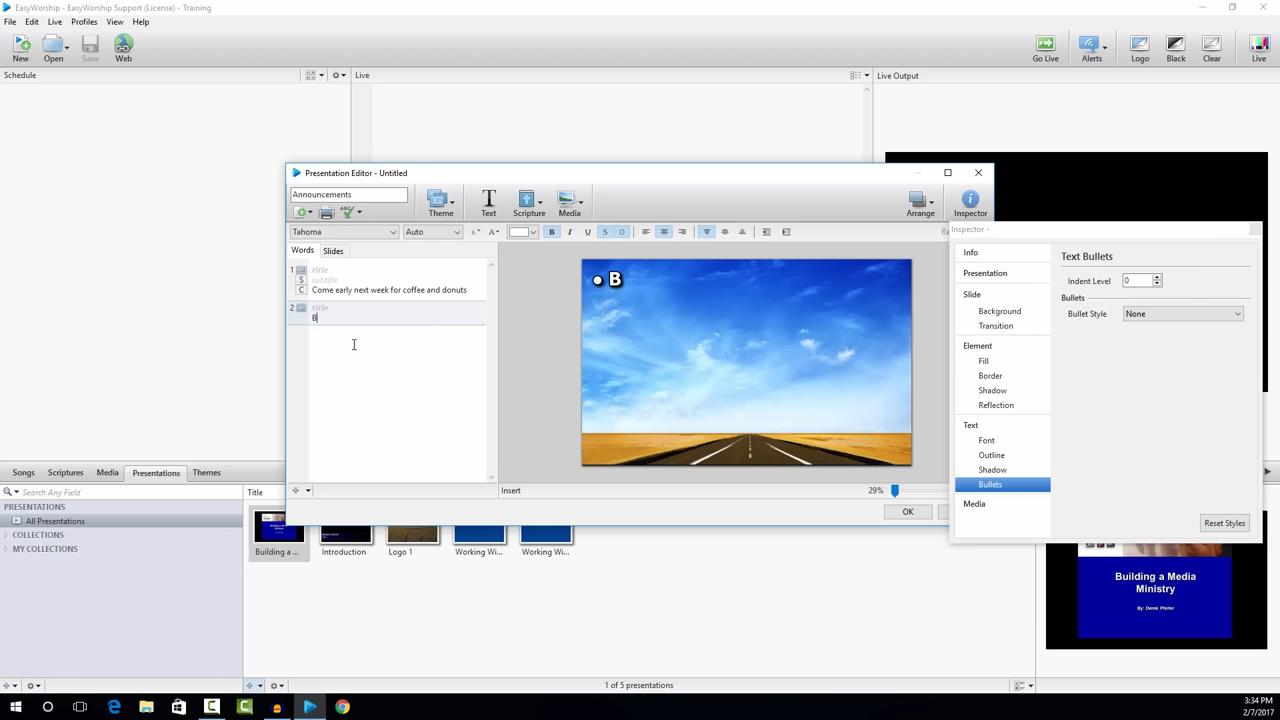 EasyWorship - EasyWorship Support (License) - Training
File Edit Live Profiles View Help
New Open Save Web Go Live Alerts Logo Black Clear Live
Schedule Live Live Output
Presentation Editor - Untitled
Announcements
Theme Text Scripture Media Arrange Inspector
Tahoma Auto B I U S O
Inspector -
Words Slides
1 title
S subtitle
C Come early next week for coffee and donuts
2 title
B
B
Insert 29%
OK
Info
Presentation
Slide
Background
Transition
Element
Fill
Border
Shadow
Reflection
Text
Font
Outline
Shadow
Bullets
Media
Text Bullets
Indent Level 0
Bullets
Bullet Style None
Reset Styles
Songs Scriptures Media Presentations Themes
Search Any Field
PRESENTATIONS
All Presentations
COLLECTIONS
MY COLLECTIONS
Title
Building a ... Introduction Logo 1 Working Wi... Working Wi...
Building a Media
Ministry
By: Derek Pfeifer
1 of 5 presentations
3:34 PM
2/7/2017